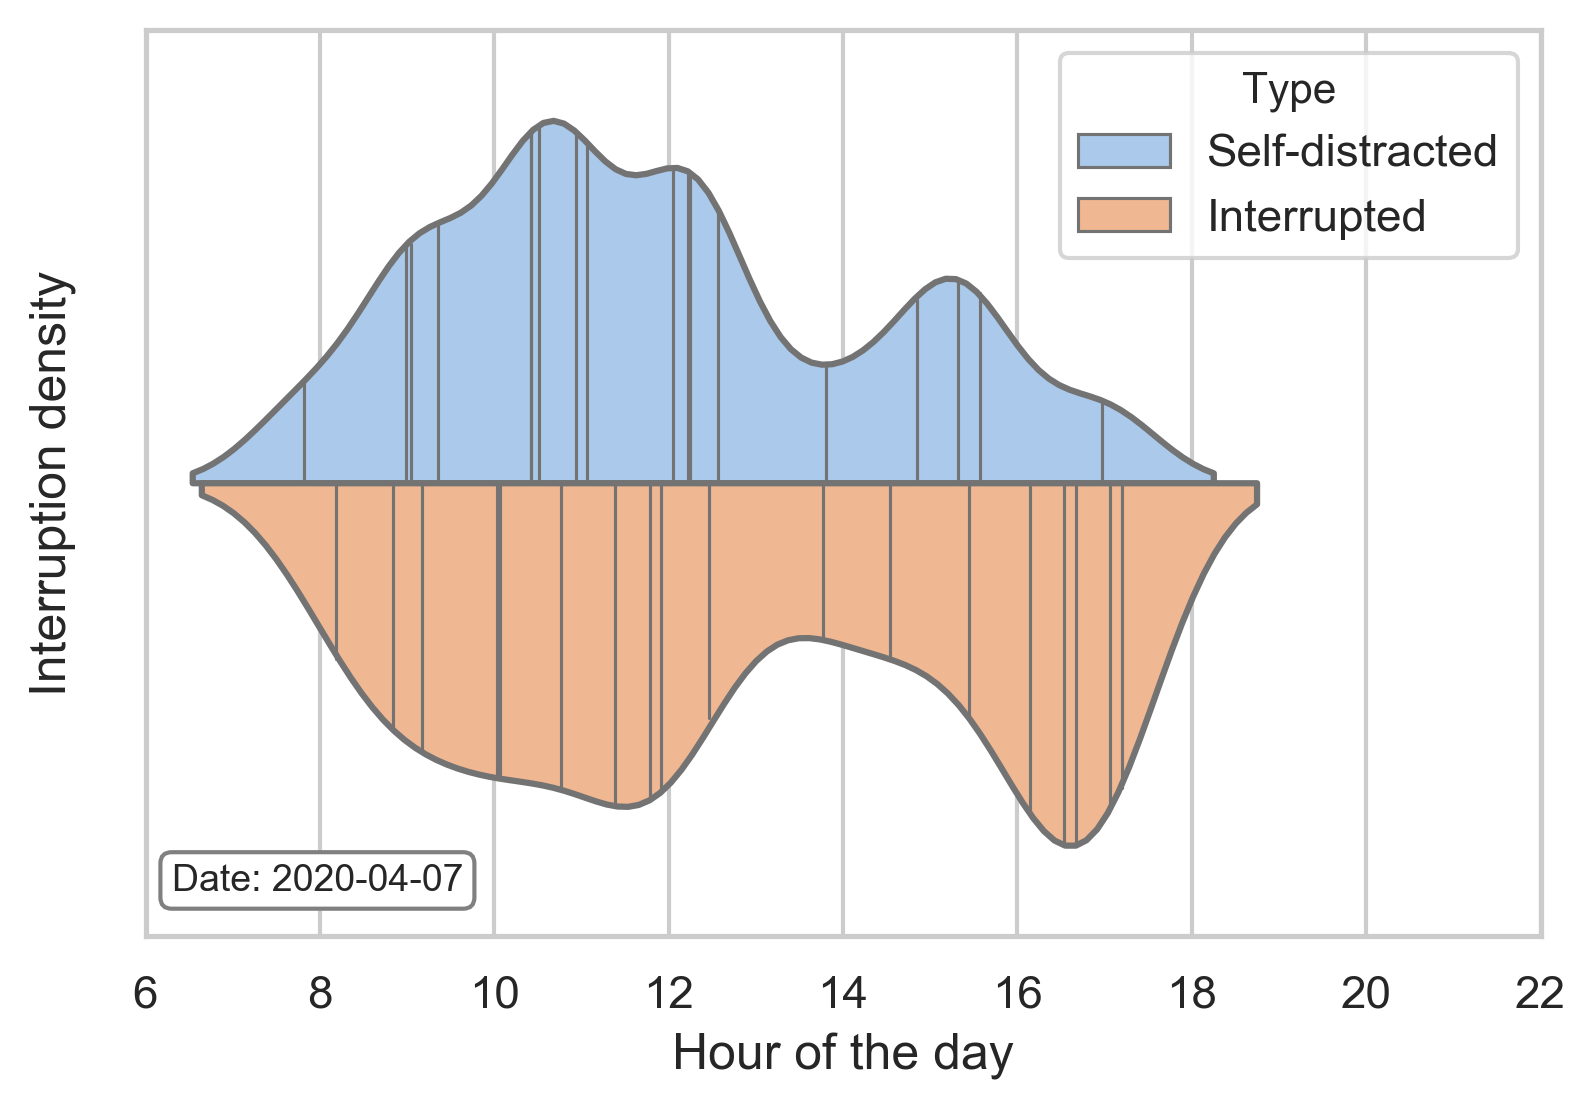 Type
Self-distracted
Interrupted
Interruption density
Date: 2020-04-07
6 8 10 12 14 16 18 20 22
Hour of the day